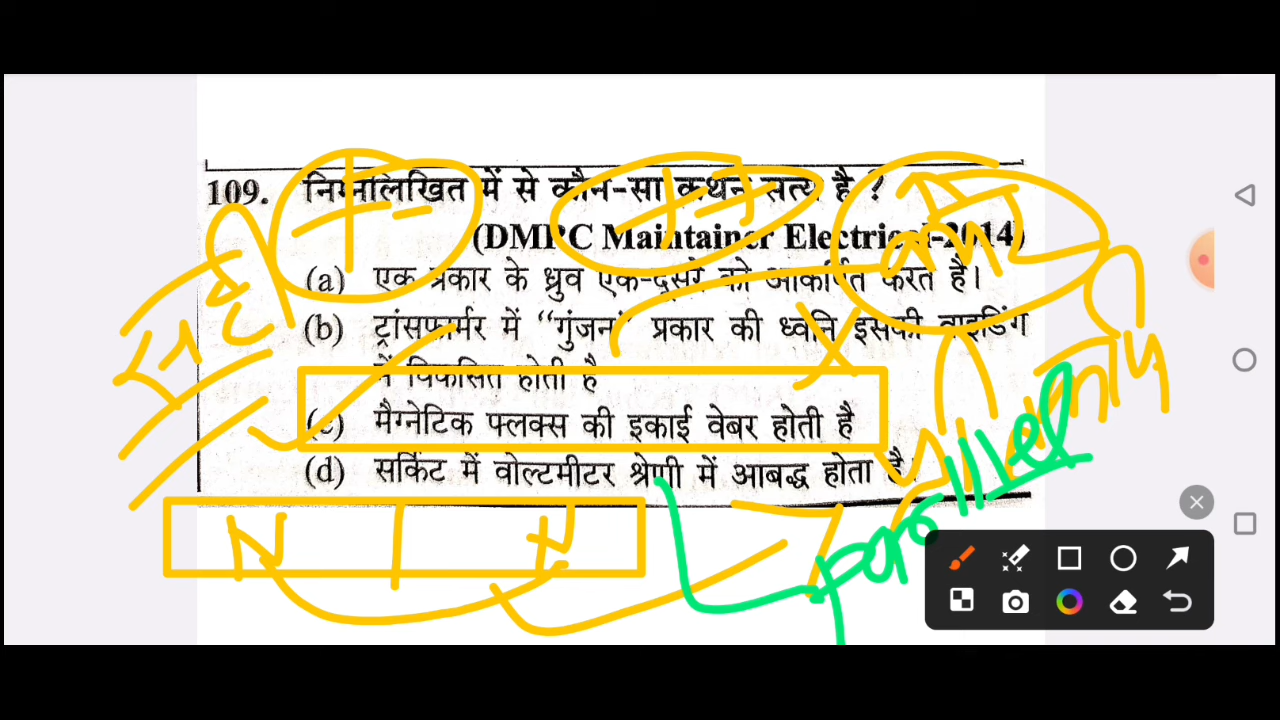 109. निम्नलिखित में से कौन-सा कथन सत्य है ?
(DMRC Maintainer Electrical-2014)
(a) एक प्रकार के ध्रुव एक-दूसरे को आकर्षित करते है।
(b) ट्रांसफार्मर में “गुंजन” प्रकार की ध्वनि इसकी वाइडिंग
में विकसित होती है
(c) मैग्नेटिक फ्लक्स की इकाई वेबर होती है
(d) सर्किट में वोल्टमीटर श्रेणी में आबद्ध होता है।
N N
parallel